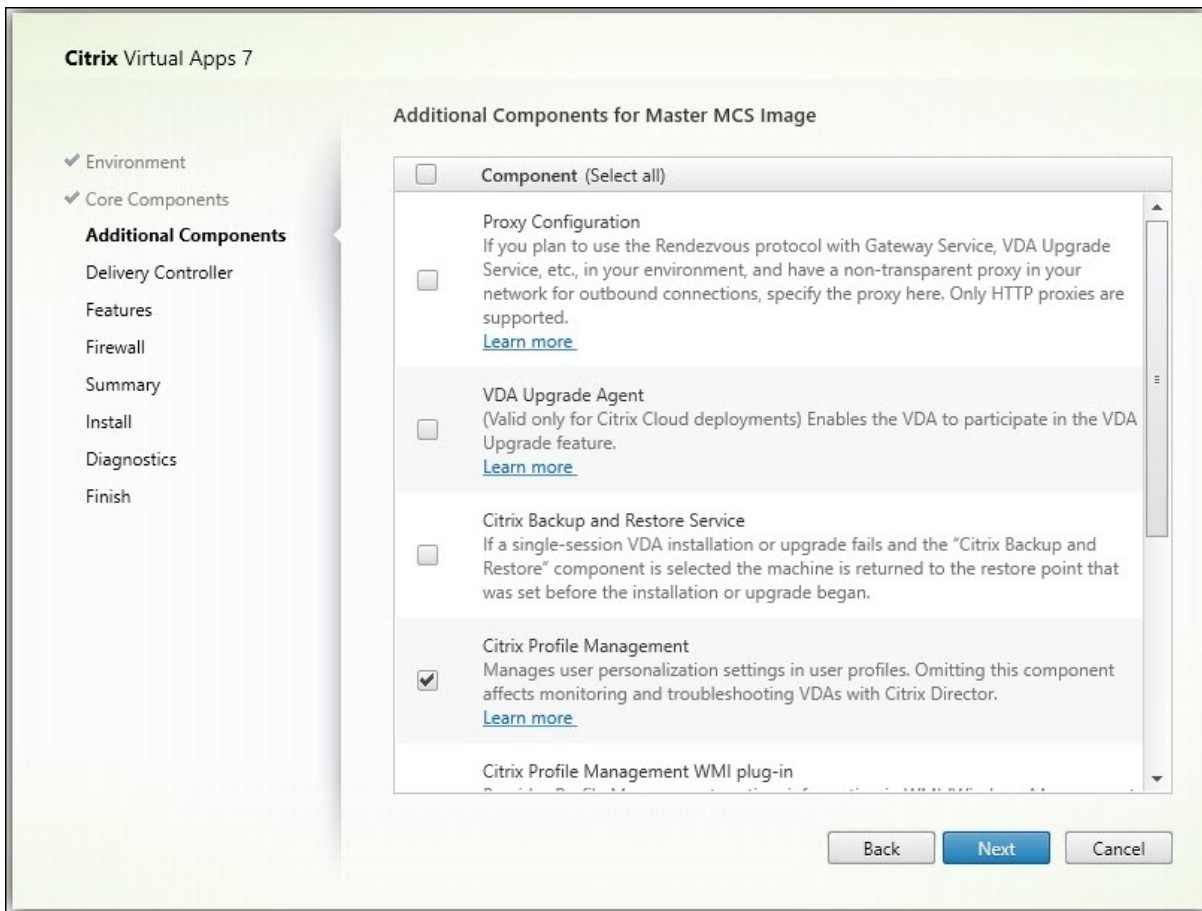 Citrix Virtual Apps 7
Additional Components for Master MCS Image
Environment
Core Components
Additional Components
Delivery Controller
Features
Firewall
Summary
Install
Diagnostics
Finish
Component (Select all)
Proxy Configuration
If you plan to use the Rendezvous protocol with Gateway Service, VDA Upgrade
Service, etc., in your environment, and have a non-transparent proxy in your
network for outbound connections, specify the proxy here. Only HTTP proxies are
supported.
Learn more
VDA Upgrade Agent
(Valid only for Citrix Cloud deployments) Enables the VDA to participate in the VDA
Upgrade feature.
Learn more
Citrix Backup and Restore Service
If a single-session VDA installation or upgrade fails and the “Citrix Backup and
Restore” component is selected the machine is returned to the restore point that
was set before the installation or upgrade began.
Citrix Profile Management
Manages user personalization settings in user profiles. Omitting this component
affects monitoring and troubleshooting VDAs with Citrix Director.
Learn more
Citrix Profile Management WMI plug-in
Back
Next
Cancel